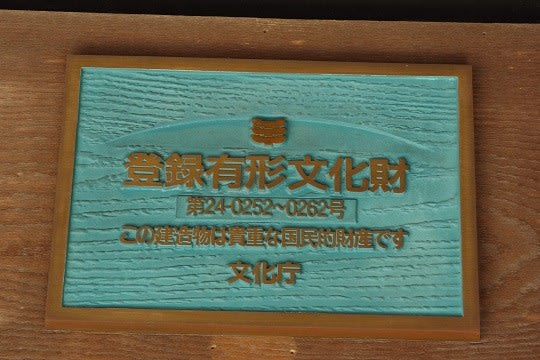 登録有形文化財
第24-0252~0262号
この建造物は貴重な国民的財産です
文化庁